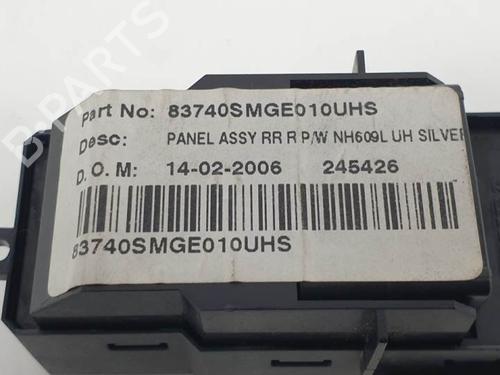 B-PARTS
Part No: 83740SMGE010UHS
Desc: PANEL ASSY RR R P/W NH609L UH SILVER
D.O.M: 14-02-2006 245426
83740SMGE010UHS